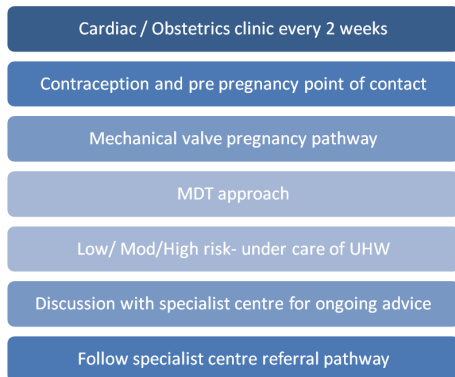 Cardiac / Obstetrics clinic every 2 weeks
Contraception and pre pregnancy point of contact
Mechanical valve pregnancy pathway
MDT approach
Low/ Mod/High risk- under care of UHW
Discussion with specialist centre for ongoing advice
Follow specialist centre referral pathway